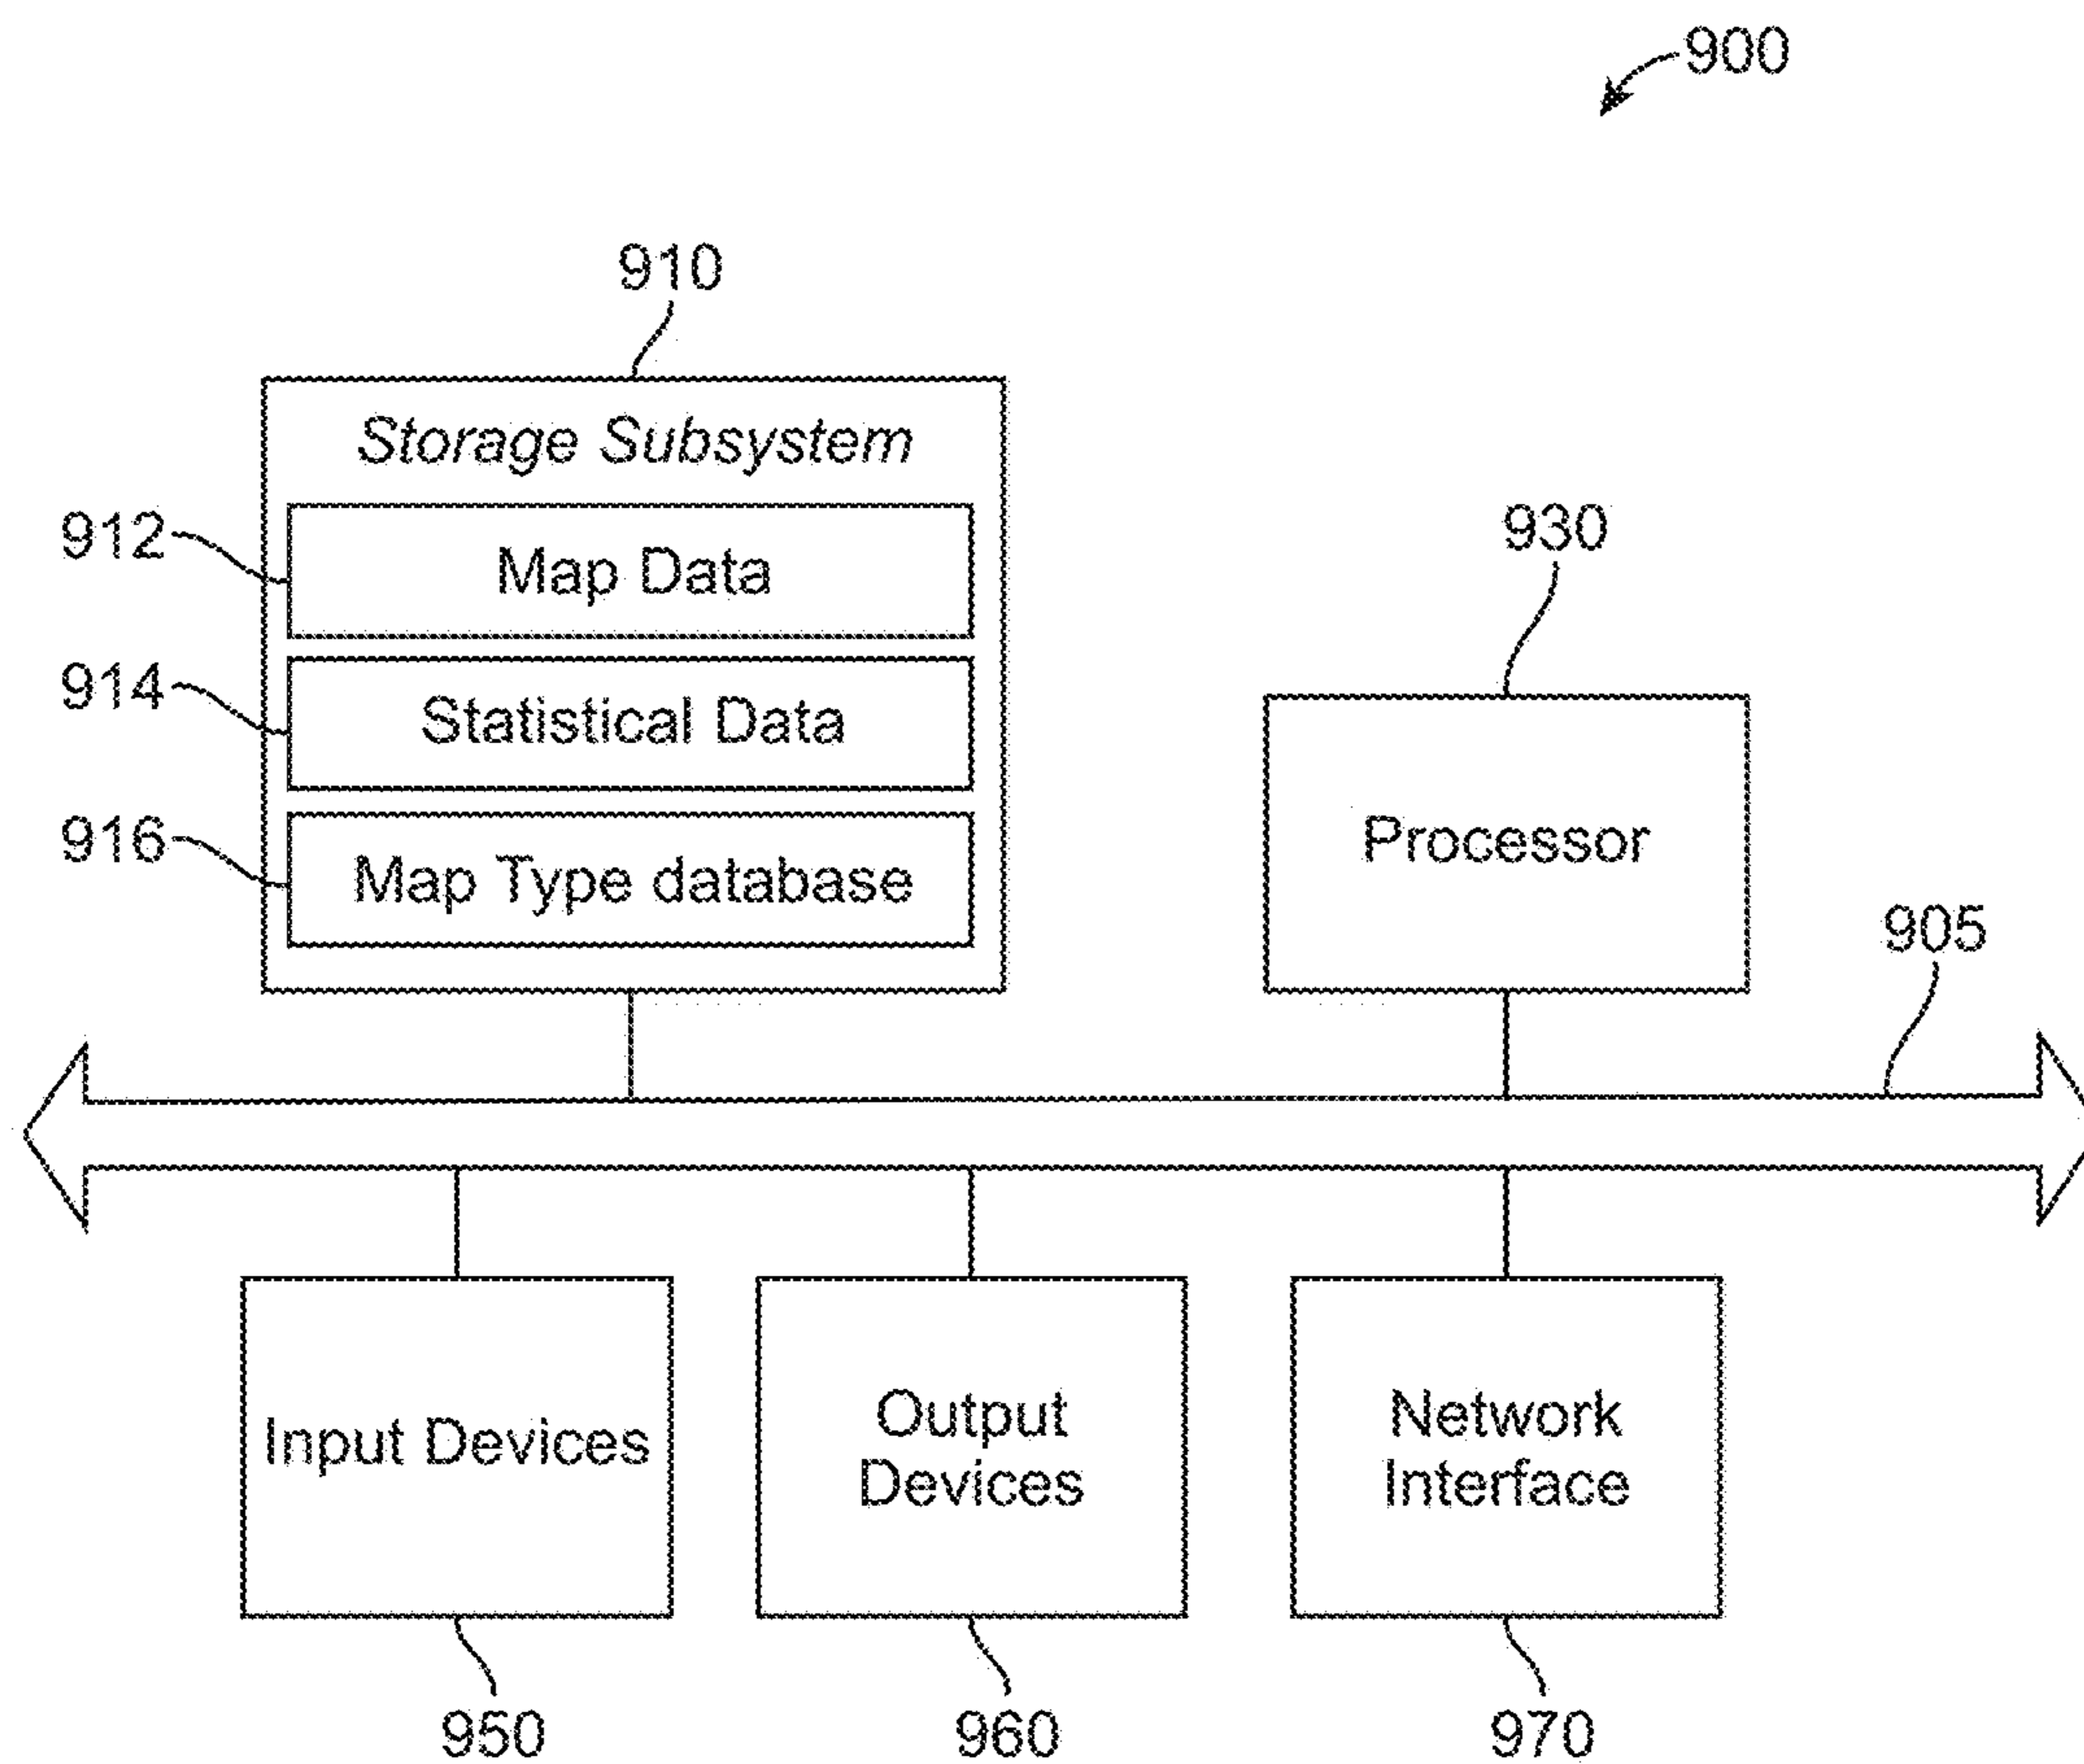 900
910
Storage Subsystem
912
Map Data
930
914
Statistical Data
916
Map Type database
Processor
905
Input Devices
Output
Devices
Network
Interface
950
960
970